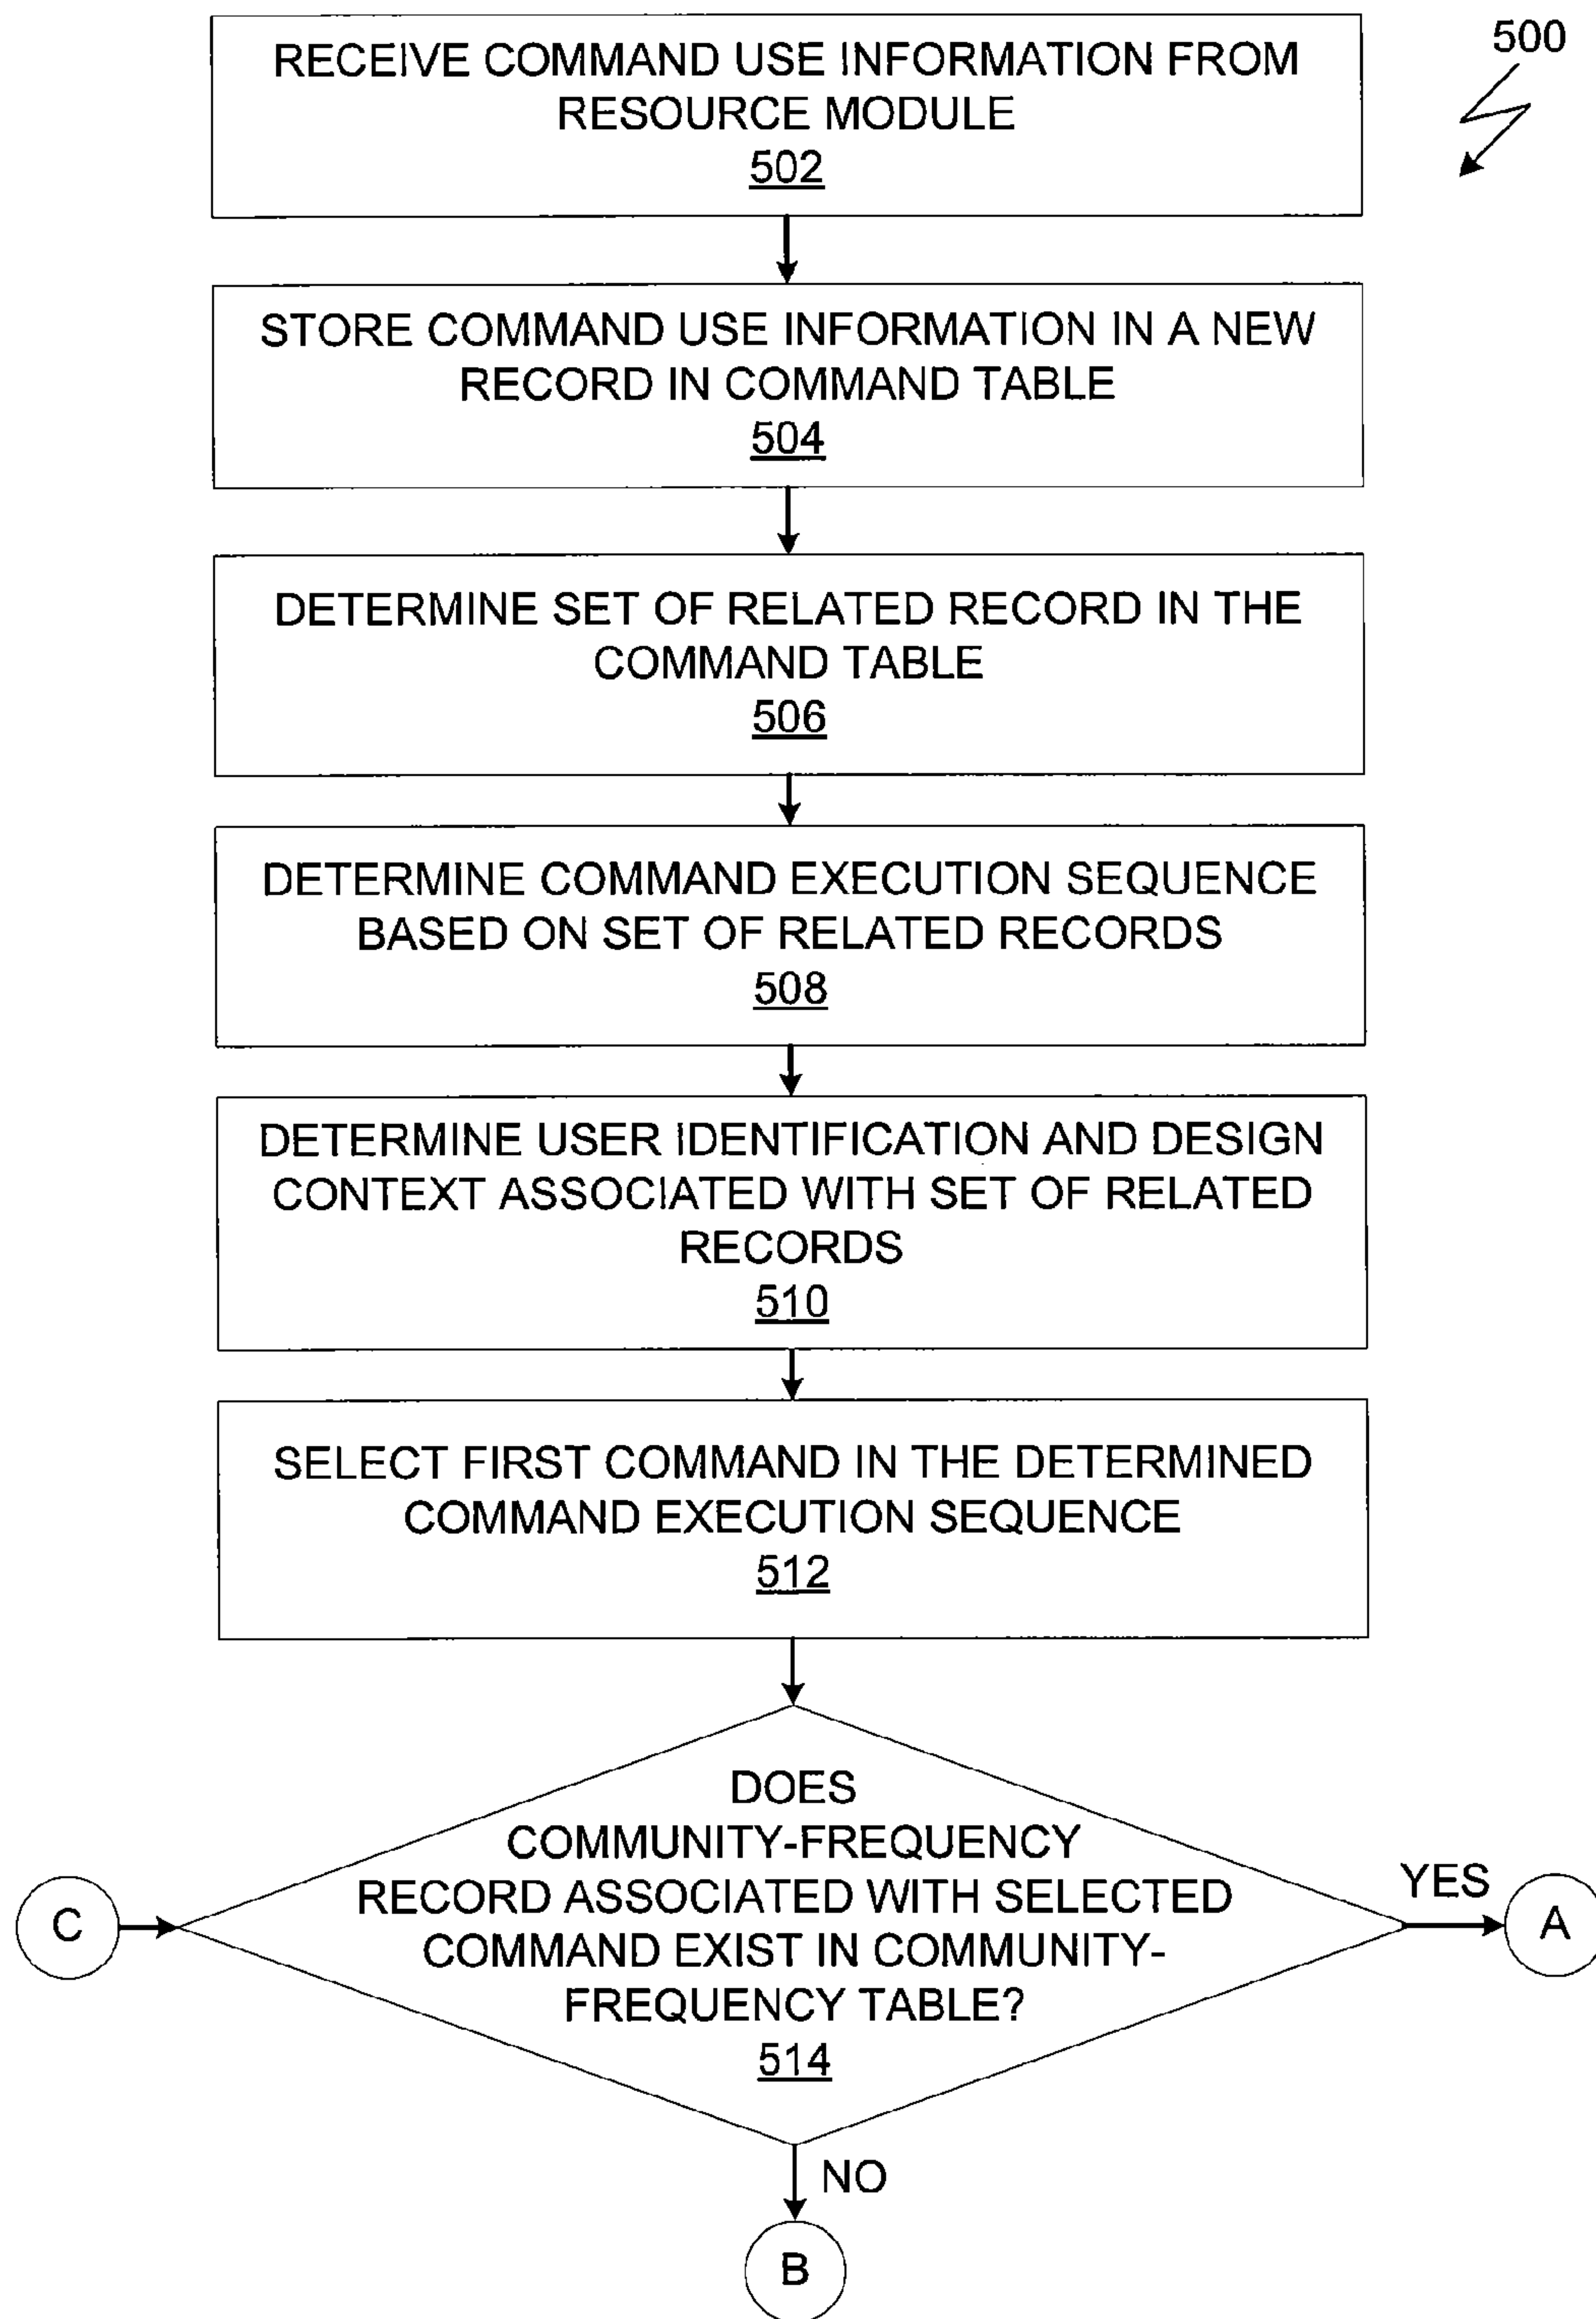 500
RECEIVE COMMAND USE INFORMATION FROM
RESOURCE MODULE
502
STORE COMMAND USE INFORMATION IN A NEW
RECORD IN COMMAND TABLE
504
DETERMINE SET OF RELATED RECORD IN THE
COMMAND TABLE
506
DETERMINE COMMAND EXECUTION SEQUENCE
BASED ON SET OF RELATED RECORDS
508
DETERMINE USER IDENTIFICATION AND DESIGN
CONTEXT ASSOCIATED WITH SET OF RELATED
RECORDS
510
SELECT FIRST COMMAND IN THE DETERMINED
COMMAND EXECUTION SEQUENCE
512
DOES
COMMUNITY-FREQUENCY
RECORD ASSOCIATED WITH SELECTED
COMMAND EXIST IN COMMUNITY-
FREQUENCY TABLE?
514
C
YES
A
NO
B